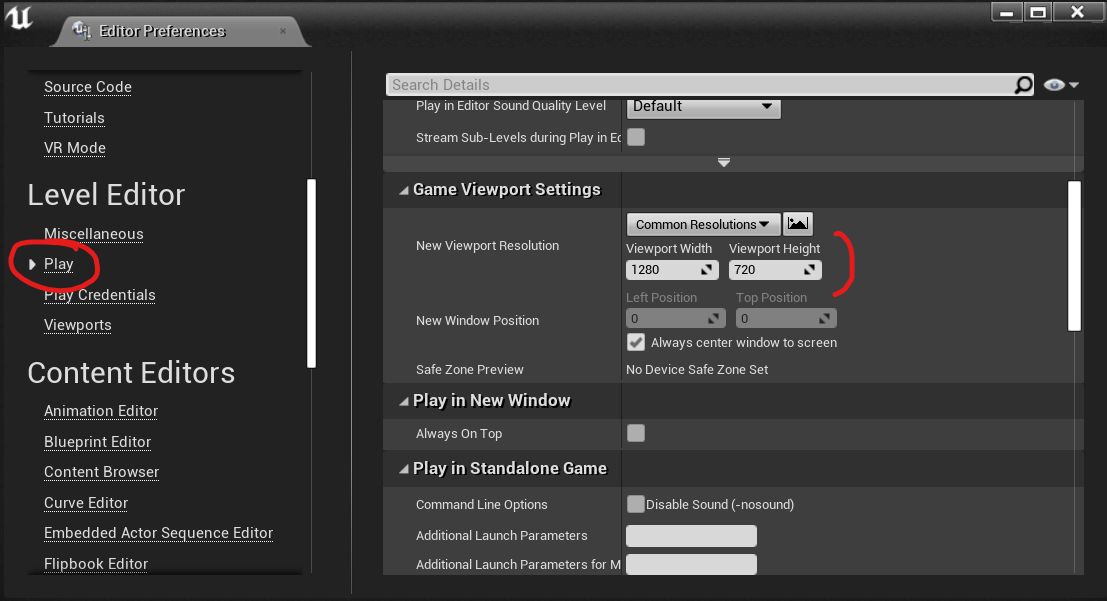 Editor Preferences
Source Code
Tutorials
VR Mode
Level Editor
Miscellaneous
Play
Play Credentials
Viewports
Content Editors
Animation Editor
Blueprint Editor
Content Browser
Curve Editor
Embedded Actor Sequence Editor
Flipbook Editor
Search Details
Play in Editor Sound Quality Level Default
Stream Sub-Levels during Play in Ed
Game Viewport Settings
Common Resolutions
New Viewport Resolution
Viewport Width Viewport Height
1280 720
Left Position Top Position
New Window Position
0 0
Always center window to screen
Safe Zone Preview No Device Safe Zone Set
Play in New Window
Always On Top
Play in Standalone Game
Command Line Options Disable Sound (-nosound)
Additional Launch Parameters
Additional Launch Parameters for M